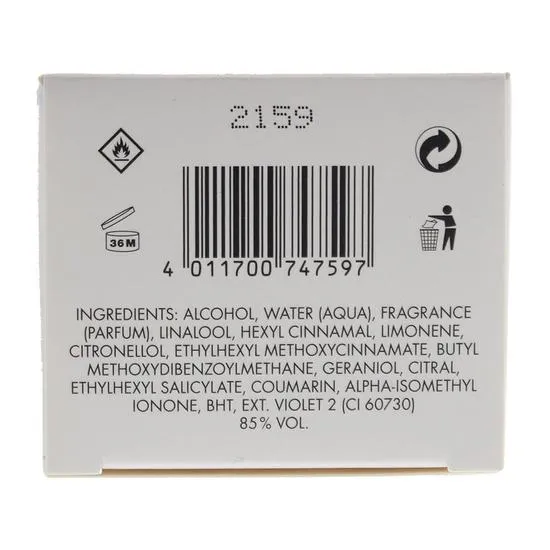 2159
36M
4 011700 747597
INGREDIENTS: ALCOHOL, WATER (AQUA), FRAGRANCE
(PARFUM), LINALOOL, HEXYL CINNAMAL, LIMONENE,
CITRONELLOL, ETHYLHEXYL METHOXYCINNAMATE, BUTYL
METHOXYDIBENZOYLMETHANE, GERANIOL, CITRAL,
ETHYLHEXYL SALICYLATE, COUMARIN, ALPHA-ISOMETHYL
IONONE, BHT, EXT. VIOLET 2 (CI 60730)
85% VOL.